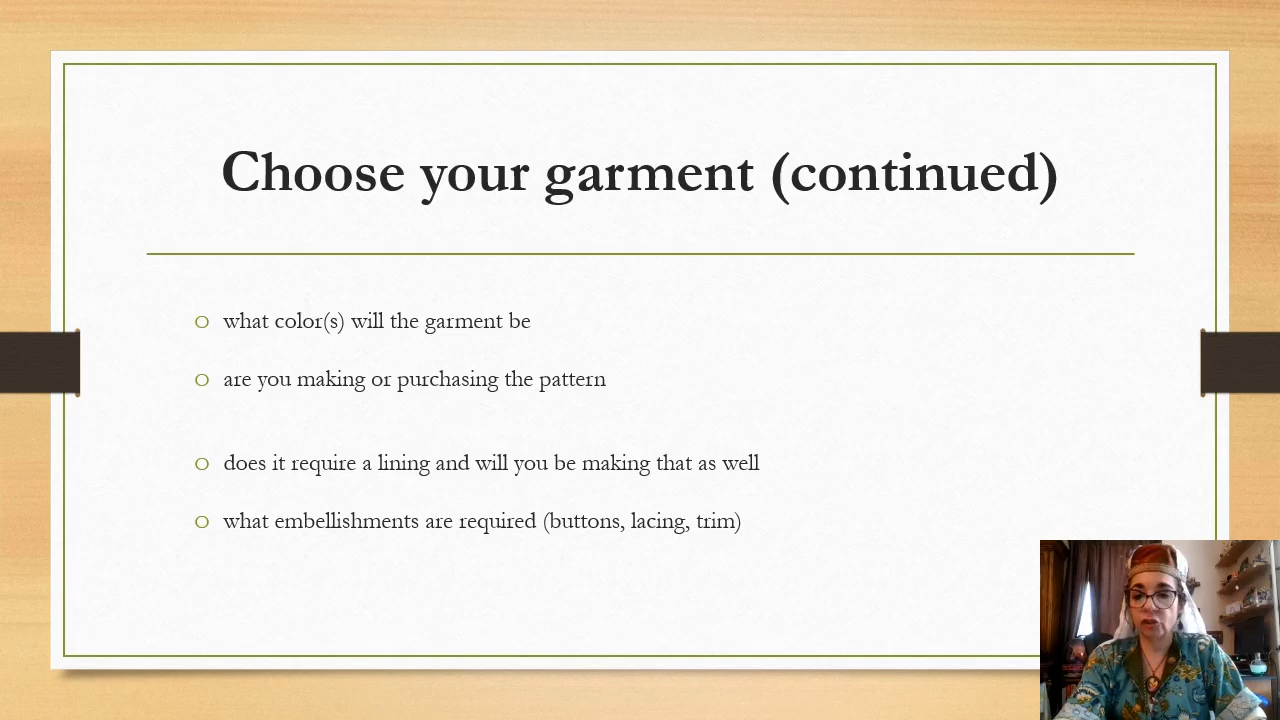 Choose your garment (continued)
what color(s) will the garment be
are you making or purchasing the pattern
does it require a lining and will you be making that as well
what embellishments are required (buttons, lacing, trim)